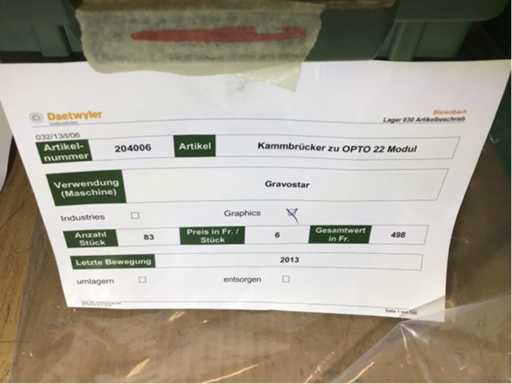 Daetwyler
Bleienbach
Lager 030 Artikelbeschrieb
032/13/I/06
Artikel-
nummer
204006
Artikel
Kammbrücker zu OPTO 22 Modul
Verwendung
(Maschine)
Gravostar
Industries
Graphics
Anzahl
Stück
83
Preis in Fr. /
Stück
6
Gesamtwert
in Fr.
498
Letzte Bewegung
2013
umlagern
entsorgen